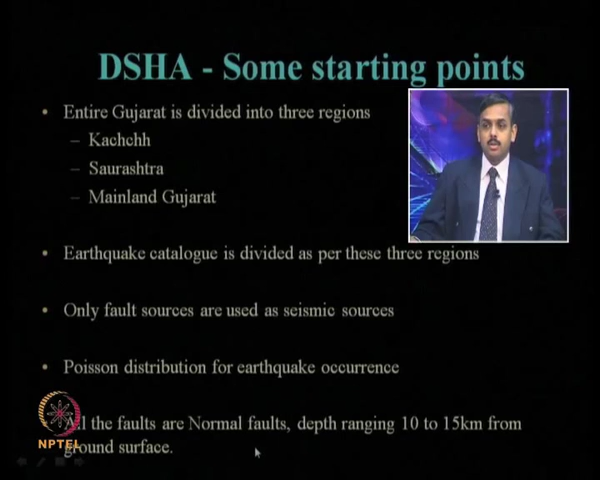 DSHA - Some starting points
• Entire Gujarat is divided into three regions
– Kachchh
– Saurashtra
– Mainland Gujarat
• Earthquake catalogue is divided as per these three regions
• Only fault sources are used as seismic sources
• Poisson distribution for earthquake occurrence
• All the faults are Normal faults, depth ranging 10 to 15km from
ground surface.
NPTEL